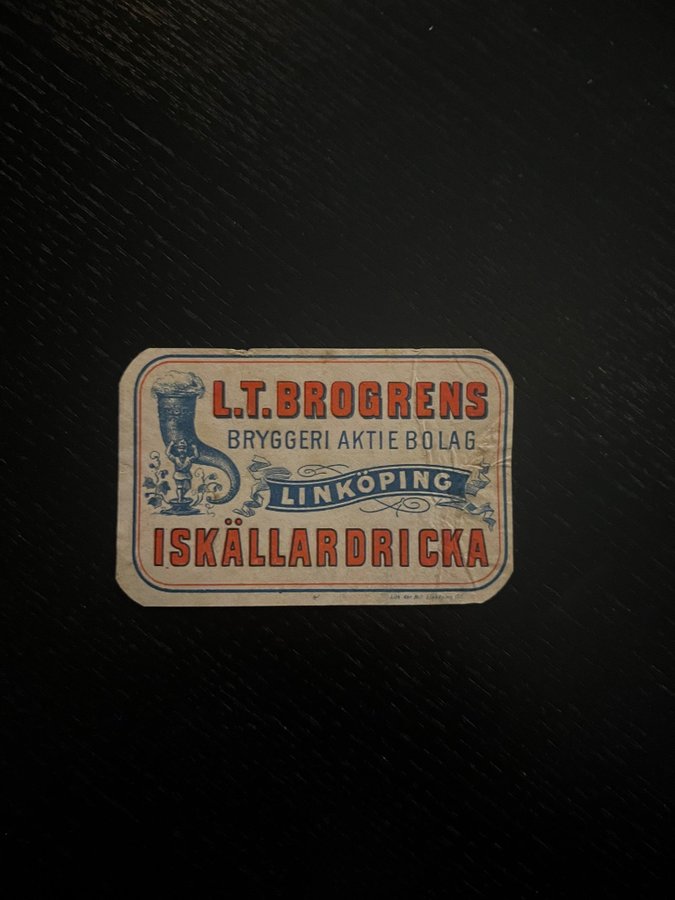 L.T. BROGRENS
BRYGGERI AKTIE BOLAG
LINKÖPING
ISKÄLLARDRICKA